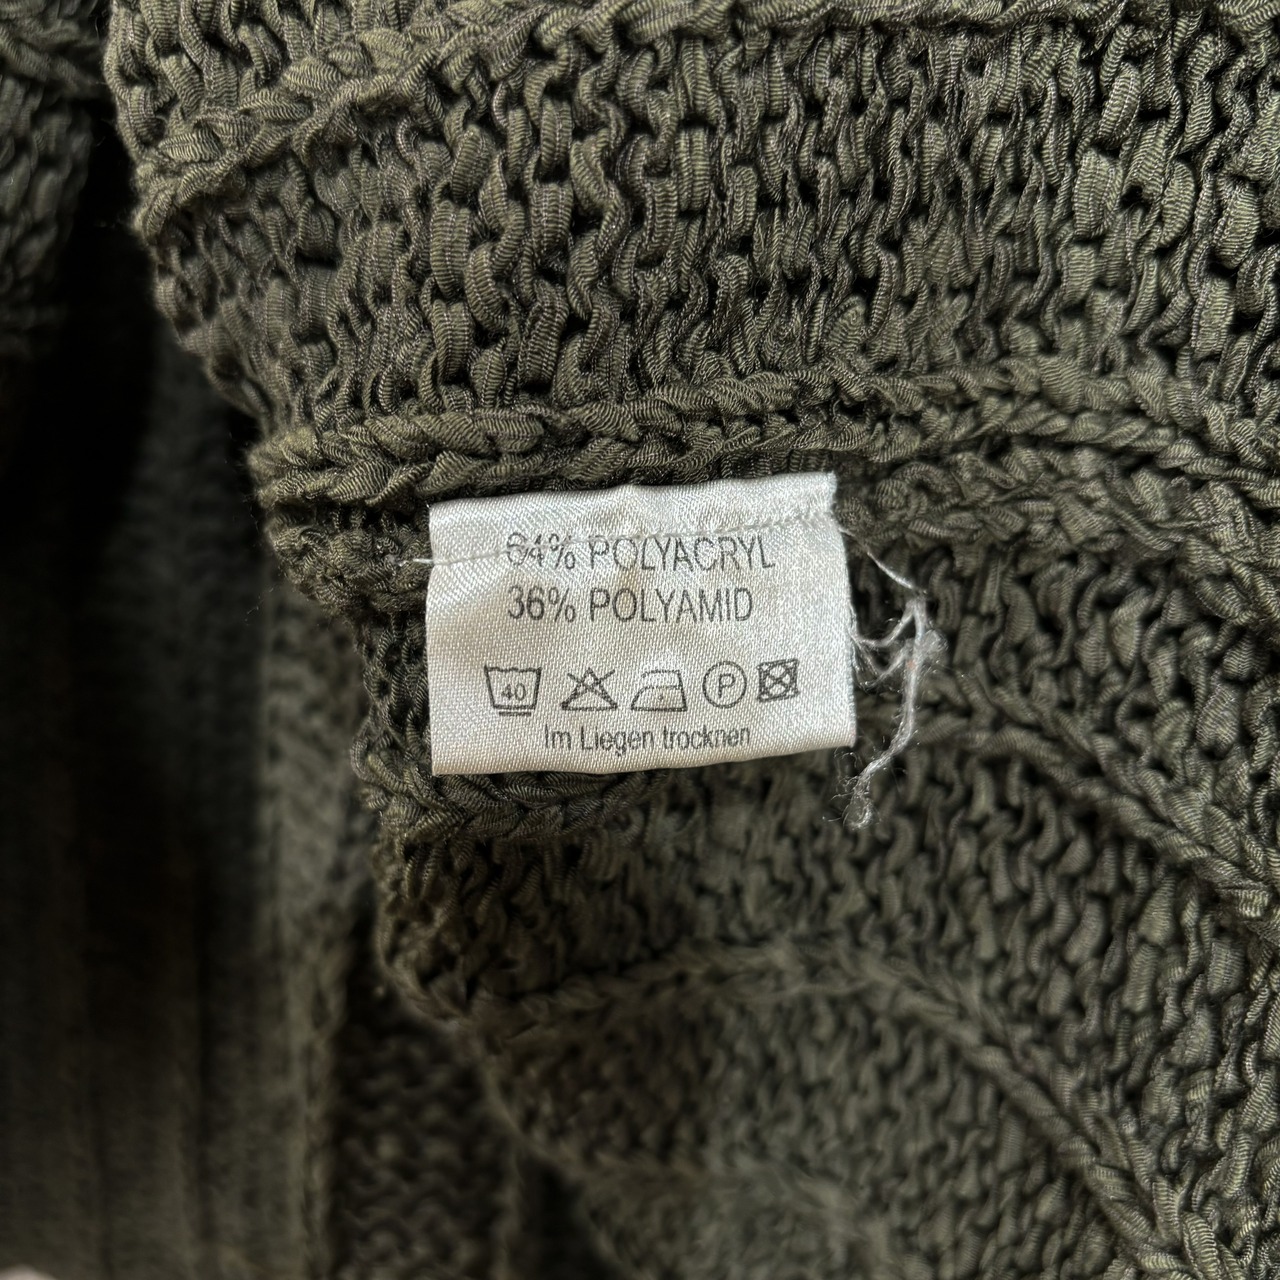 64% POLYACRYL
36% POLYAMID
40 P
Im Liegen trocknen